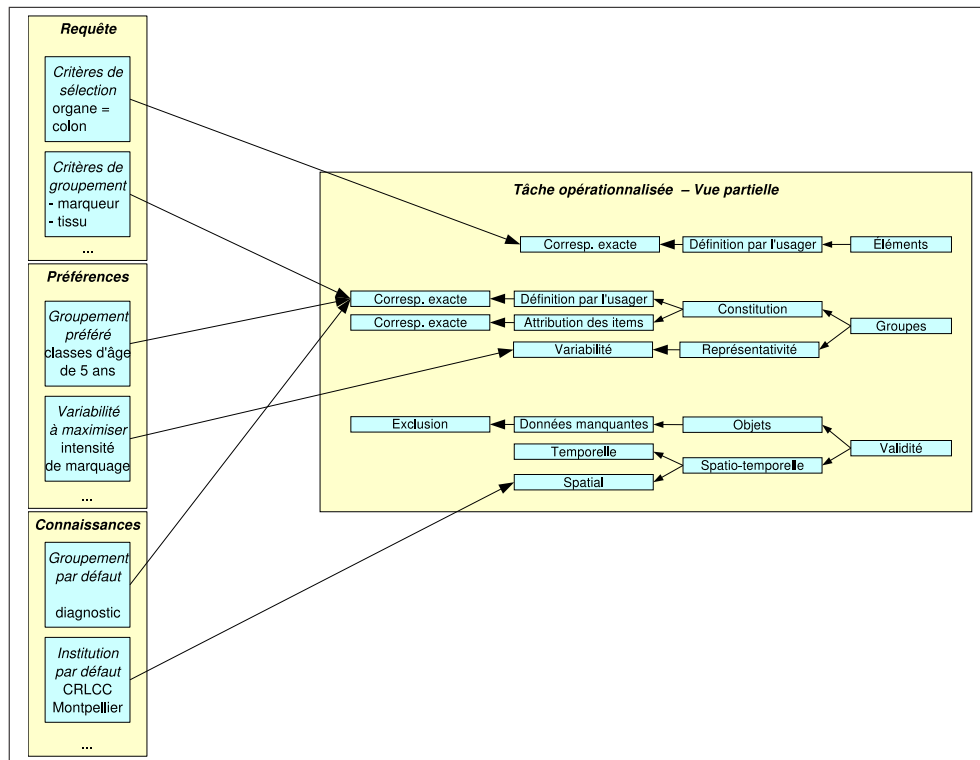 Requête
Critères de
sélection
organe =
colon
Critères de
groupement
- marqueur
- tissu
...
Préférences
Groupement
préféré
classes d'âge
de 5 ans
Variabilité
à maximiser
intensité
de marquage
...
Connaissances
Groupement
par défaut
diagnostic
Institution
par défaut
CRLCC
Montpellier
...
Tâche opérationnalisée – Vue partielle
Corresp. exacte
Définition par l'usager
Éléments
Corresp. exacte
Définition par l'usager
Constitution
Corresp. exacte
Attribution des items
Groupes
Variabilité
Représentativité
Exclusion
Données manquantes
Objets
Temporelle
Validité
Spatio-temporelle
Spatial